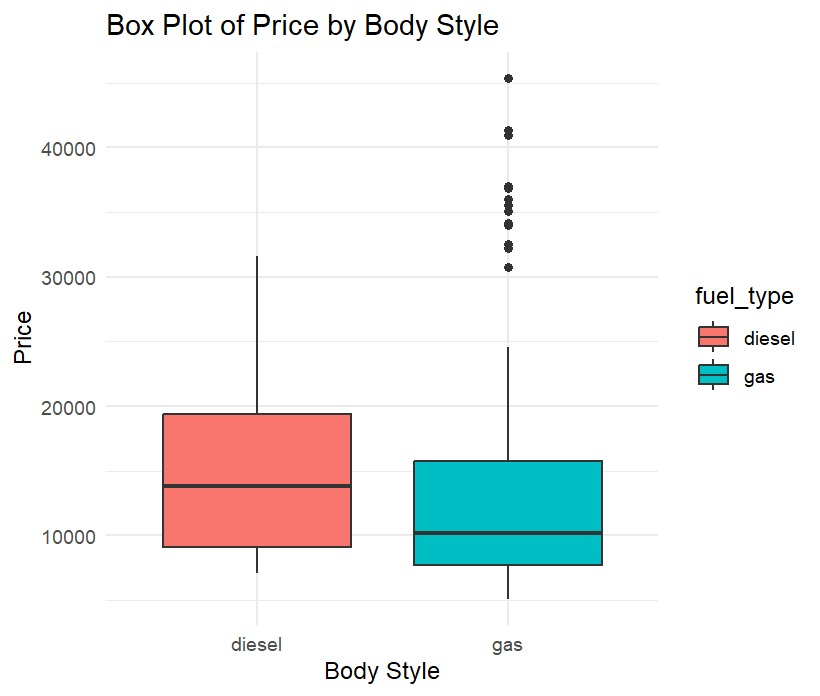 Box Plot of Price by Body Style
40000
30000
20000
10000
Price
diesel
gas
Body Style
fuel_type
diesel
gas